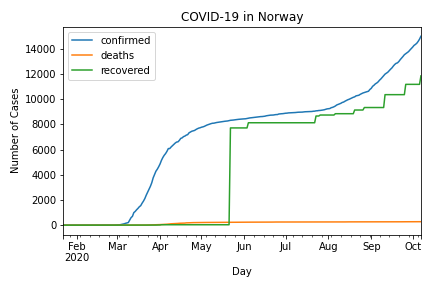 COVID-19 in Norway
confirmed
deaths
recovered
14000
12000
10000
8000
6000
4000
2000
0
Number of Cases
Feb Mar Apr May Jun Jul Aug Sep Oct
2020
Day